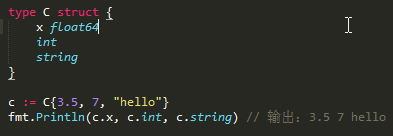 type C struct {
    x float64
    int
    string
}
c := C{3.5, 7, "hello"}
fmt.Println(c.x, c.int, c.string) // 输出：3.5 7 hello